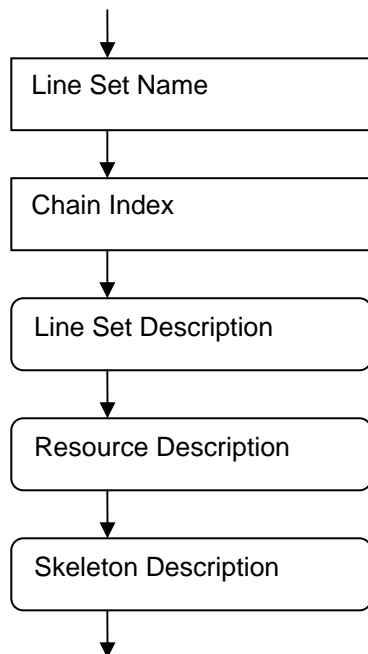 Line Set Name
Chain Index
Line Set Description
Resource Description
Skeleton Description